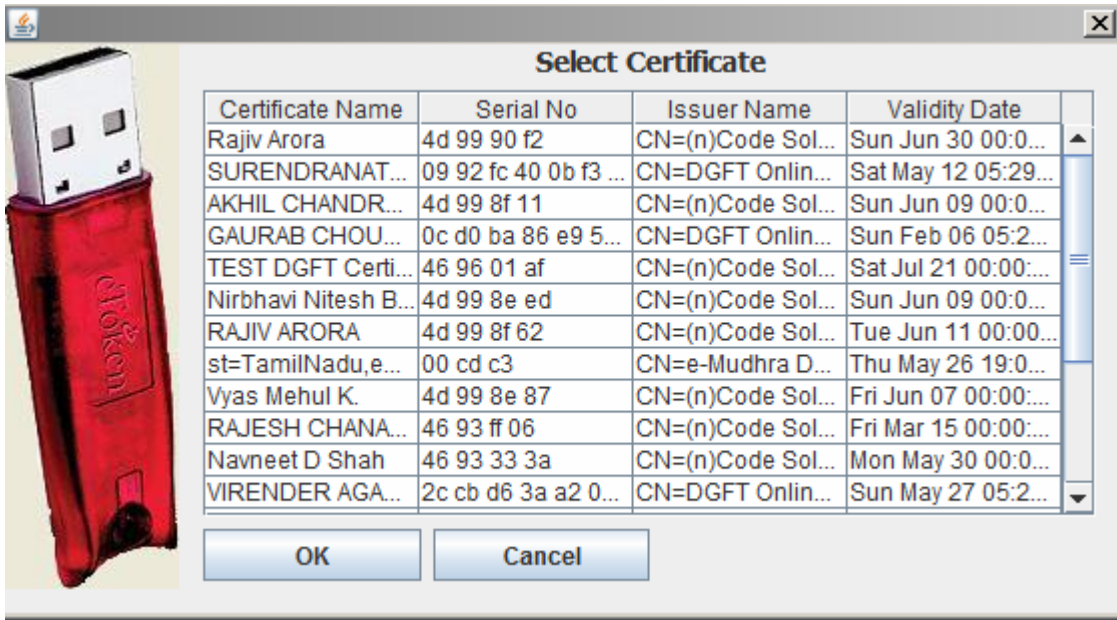 Select Certificate
Certificate Name Serial No Issuer Name Validity Date
Rajiv Arora 4d 99 90 f2 CN=(n)Code Sol... Sun Jun 30 00:0...
SURENDRANAT... 09 92 fc 40 0b f3 ... CN=DGFT Onlin... Sat May 12 05:29...
AKHIL CHANDR... 4d 99 8f 11 CN=(n)Code Sol... Sun Jun 09 00:0...
GAURAB CHOU... 0c d0 ba 86 e9 5... CN=DGFT Onlin... Sun Feb 06 05:2...
TEST DGFT Certi... 46 96 01 af CN=(n)Code Sol... Sat Jul 21 00:00:...
Nirbhavi Nitesh B... 4d 99 8e ed CN=(n)Code Sol... Sun Jun 09 00:0...
RAJIV ARORA 4d 99 8f 62 CN=(n)Code Sol... Tue Jun 11 00:00...
st=TamilNadu,e... 00 cd c3 CN=e-Mudhra D... Thu May 26 19:0...
Vyas Mehul K. 4d 99 8e 87 CN=(n)Code Sol... Fri Jun 07 00:00:...
RAJESH CHANA... 46 93 ff 06 CN=(n)Code Sol... Fri Mar 15 00:00:...
Navneet D Shah 46 93 33 3a CN=(n)Code Sol... Mon May 30 00:0...
VIRENDER AGA... 2c cb d6 3a a2 0... CN=DGFT Onlin... Sun May 27 05:2...
OK Cancel
eToken